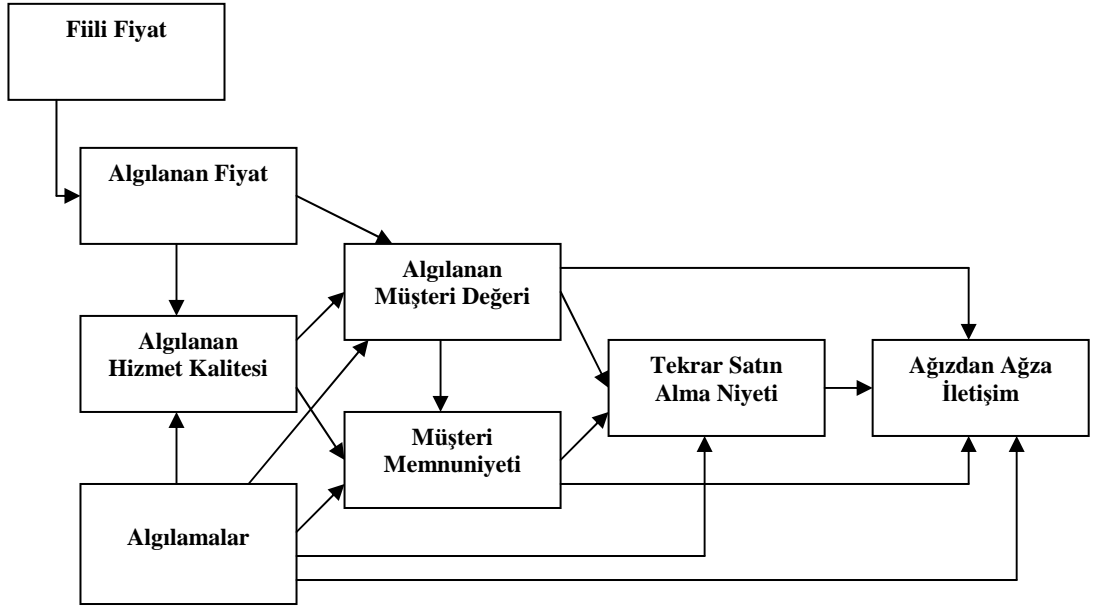 Fiili Fiyat
Algılanan Fiyat
Algılanan
Müşteri Değeri
Algılanan
Hizmet Kalitesi
Tekrar Satın
Alma Niyeti
Ağızdan Ağza
İletişim
Müşteri
Memnuniyeti
Algılamalar